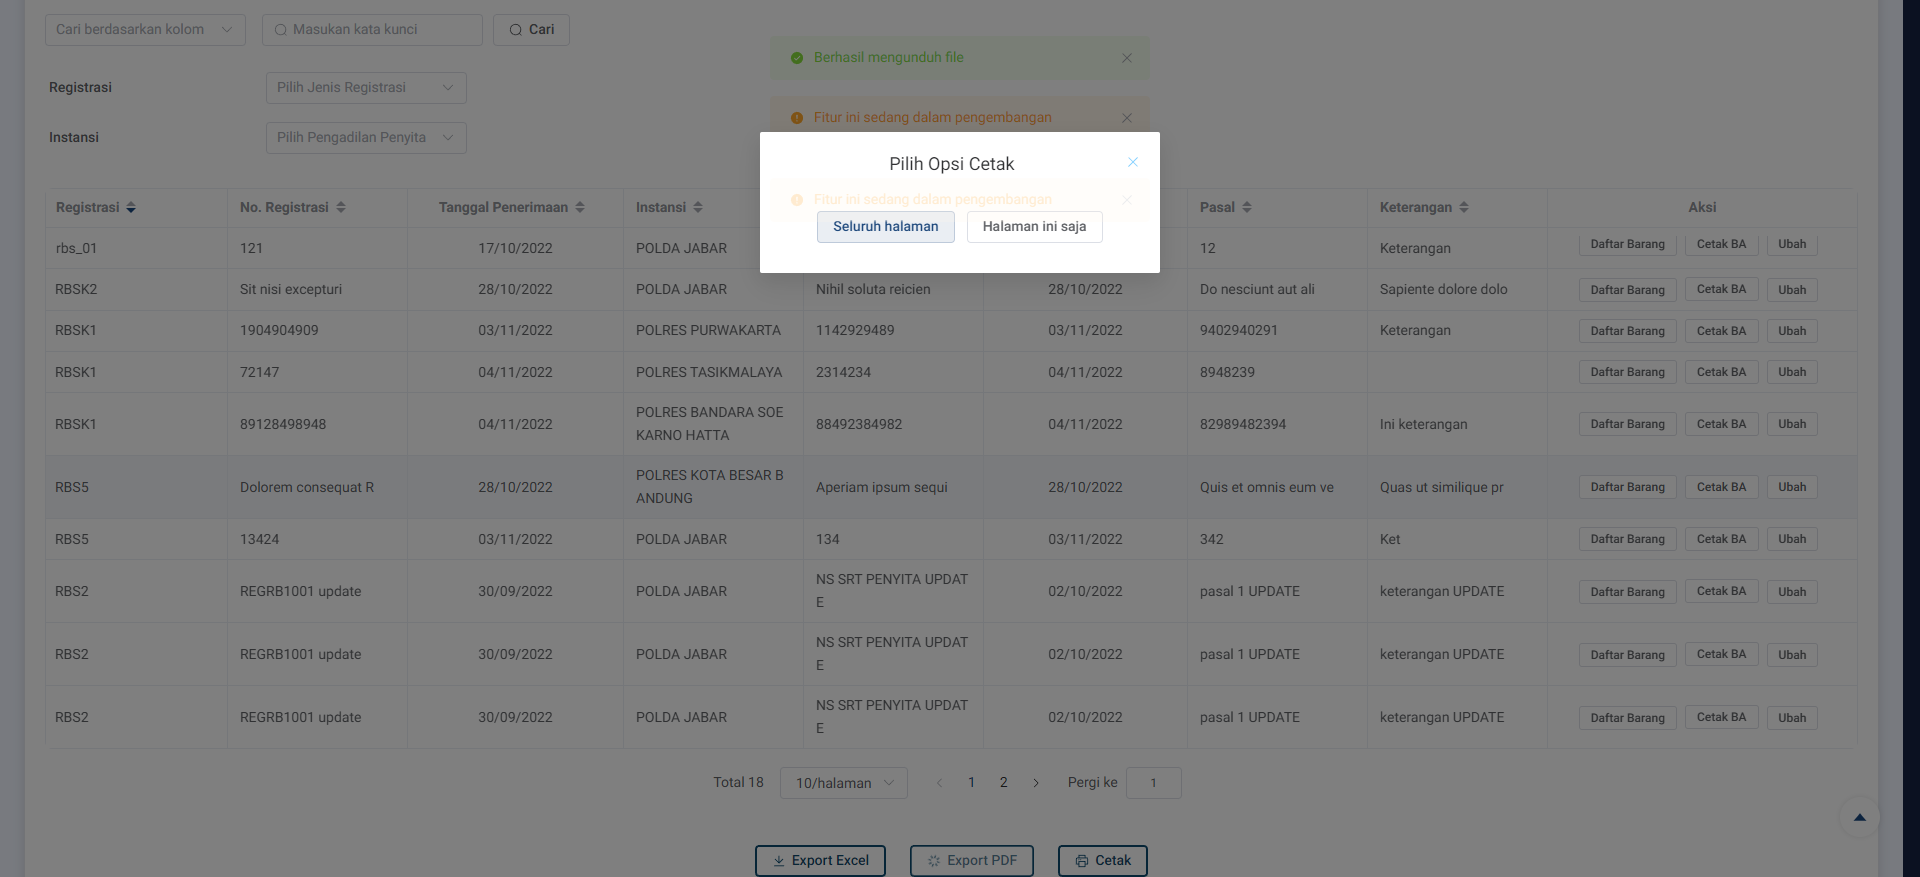 Cari berdasarkan kolom
Masukan kata kunci
Cari
Berhasil mengunduh file
Registrasi
Pilih Jenis Registrasi
Fitur ini sedang dalam pengembangan
Instansi
Pilih Pengadilan Penyita
Pilih Opsi Cetak
Fitur ini sedang dalam pengembangan
Seluruh halaman
Halaman ini saja
Registrasi No. Registrasi Tanggal Penerimaan Instansi Pasal Keterangan Aksi
rbs_01 121 17/10/2022 POLDA JABAR 12 Keterangan Daftar Barang Cetak BA Ubah
RBSK2 Sit nisi excepturi 28/10/2022 POLDA JABAR Nihil soluta reicien 28/10/2022 Do nesciunt aut ali Sapiente dolore dolo Daftar Barang Cetak BA Ubah
RBSK1 1904904909 03/11/2022 POLRES PURWAKARTA 1142929489 03/11/2022 9402940291 Keterangan Daftar Barang Cetak BA Ubah
RBSK1 72147 04/11/2022 POLRES TASIKMALAYA 2314234 04/11/2022 8948239 Daftar Barang Cetak BA Ubah
POLRES BANDARA SOE
RBSK1 89128498948 04/11/2022 88492384982 04/11/2022 82989482394 Ini keterangan Daftar Barang Cetak BA Ubah
KARNO HATTA
POLRES KOTA BESAR B
RBS5 Dolorem consequat R 28/10/2022 Aperiam ipsum sequi 28/10/2022 Quis et omnis eum ve Quas ut similique pr Daftar Barang Cetak BA Ubah
ANDUNG
RBS5 13424 03/11/2022 POLDA JABAR 134 03/11/2022 342 Ket Daftar Barang Cetak BA Ubah
NS SRT PENYITA UPDAT
RBS2 REGRB1001 update 30/09/2022 POLDA JABAR 02/10/2022 pasal 1 UPDATE keterangan UPDATE Daftar Barang Cetak BA Ubah
E
NS SRT PENYITA UPDAT
RBS2 REGRB1001 update 30/09/2022 POLDA JABAR 02/10/2022 pasal 1 UPDATE keterangan UPDATE Daftar Barang Cetak BA Ubah
E
NS SRT PENYITA UPDAT
RBS2 REGRB1001 update 30/09/2022 POLDA JABAR 02/10/2022 pasal 1 UPDATE keterangan UPDATE Daftar Barang Cetak BA Ubah
E
Total 18 10/halaman 1 2 Pergi ke 1
Export Excel Export PDF Cetak